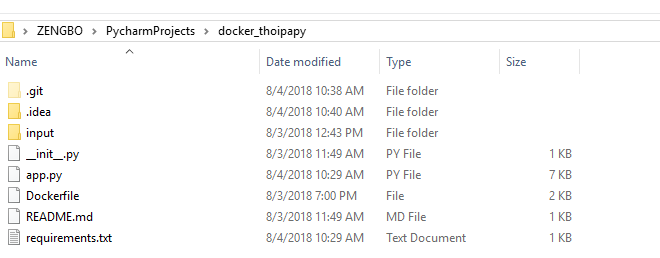 ZENGBO > PycharmProjects > docker_thoipapy
Name Date modified Type Size
.git 8/4/2018 10:38 AM File folder
.idea 8/4/2018 10:40 AM File folder
input 8/3/2018 12:43 PM File folder
__init__.py 8/3/2018 11:49 AM PY File 1 KB
app.py 8/4/2018 10:29 AM PY File 7 KB
Dockerfile 8/3/2018 7:00 PM File 2 KB
README.md 8/3/2018 11:49 AM MD File 1 KB
requirements.txt 8/4/2018 10:29 AM Text Document 1 KB